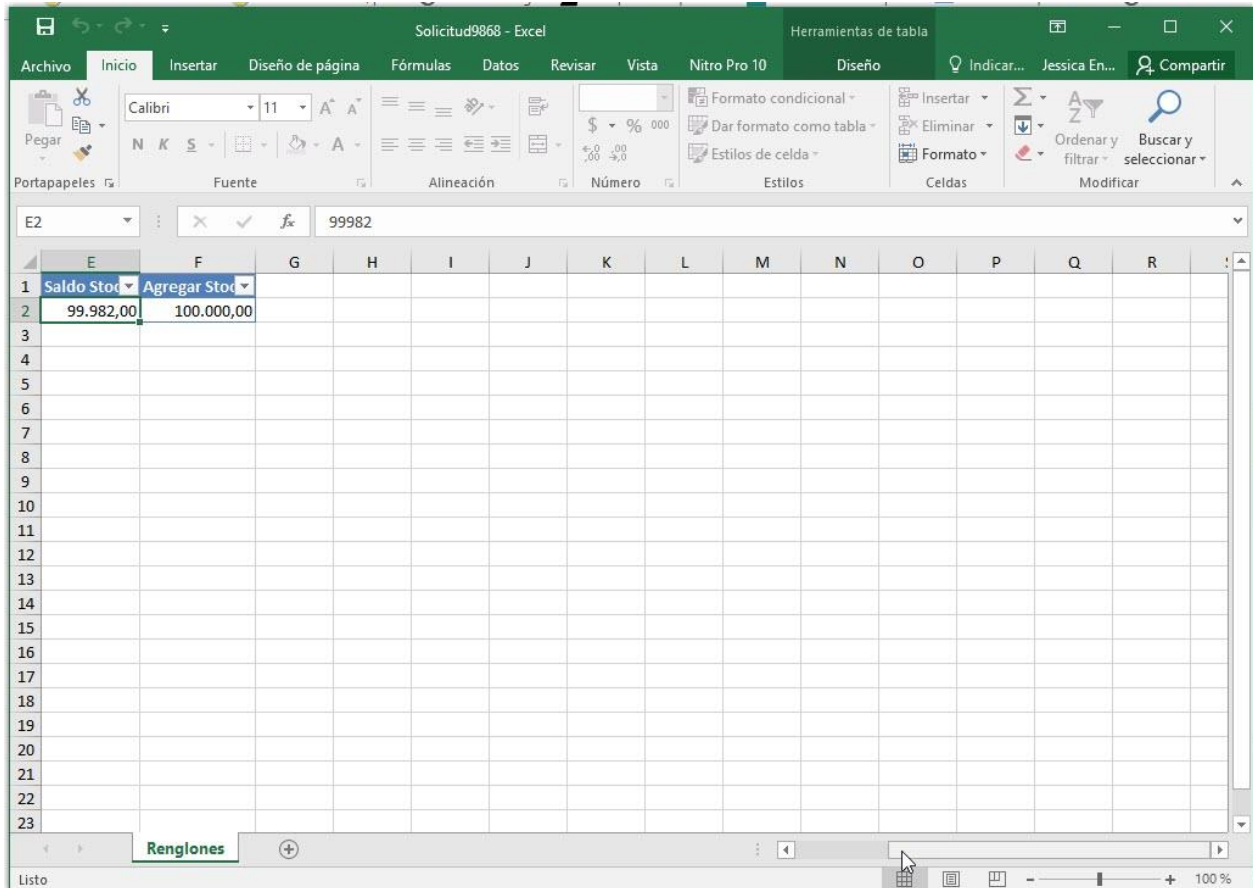 Solicitud9868 - Excel
Herramientas de tabla
Archivo Inicio Insertar Diseño de página Fórmulas Datos Revisar Vista Nitro Pro 10 Diseño Indicar... Jessica En... Compartir
Pegar
Calibri 11
N K S A
$ % 000
Formato condicional
Dar formato como tabla
Estilos de celda
Insertar
Eliminar
Formato
Ordenar y filtrar
Buscar y seleccionar
Portapapeles Fuente Alineación Número Estilos Celdas Modificar
E2 fx 99982
E F G H I J K L M N O P Q R
1 Saldo Stoc Agregar Stoc
2 99.982,00 100.000,00
3
4
5
6
7
8
9
10
11
12
13
14
15
16
17
18
19
20
21
22
23
Renglones
Listo 100 %